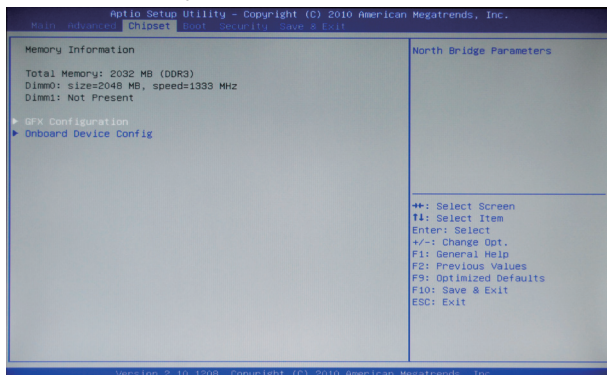 Aptio Setup Utility – Copyright (C) 2010 American Megatrends, Inc.
Main Advanced Chipset Boot Security Save & Exit
Memory Information
Total Memory: 2032 MB (DDR3)
Dimm0: size=2048 MB, speed=1333 MHz
Dimm1: Not Present
▶ GFX Configuration
▶ Onboard Device Config
North Bridge Parameters
→←: Select Screen
↑↓: Select Item
Enter: Select
+/-: Change Opt.
F1: General Help
F2: Previous Values
F9: Optimized Defaults
F10: Save & Exit
ESC: Exit
Version 2.10.1208. Copyright (C) 2010 American Megatrends, Inc.